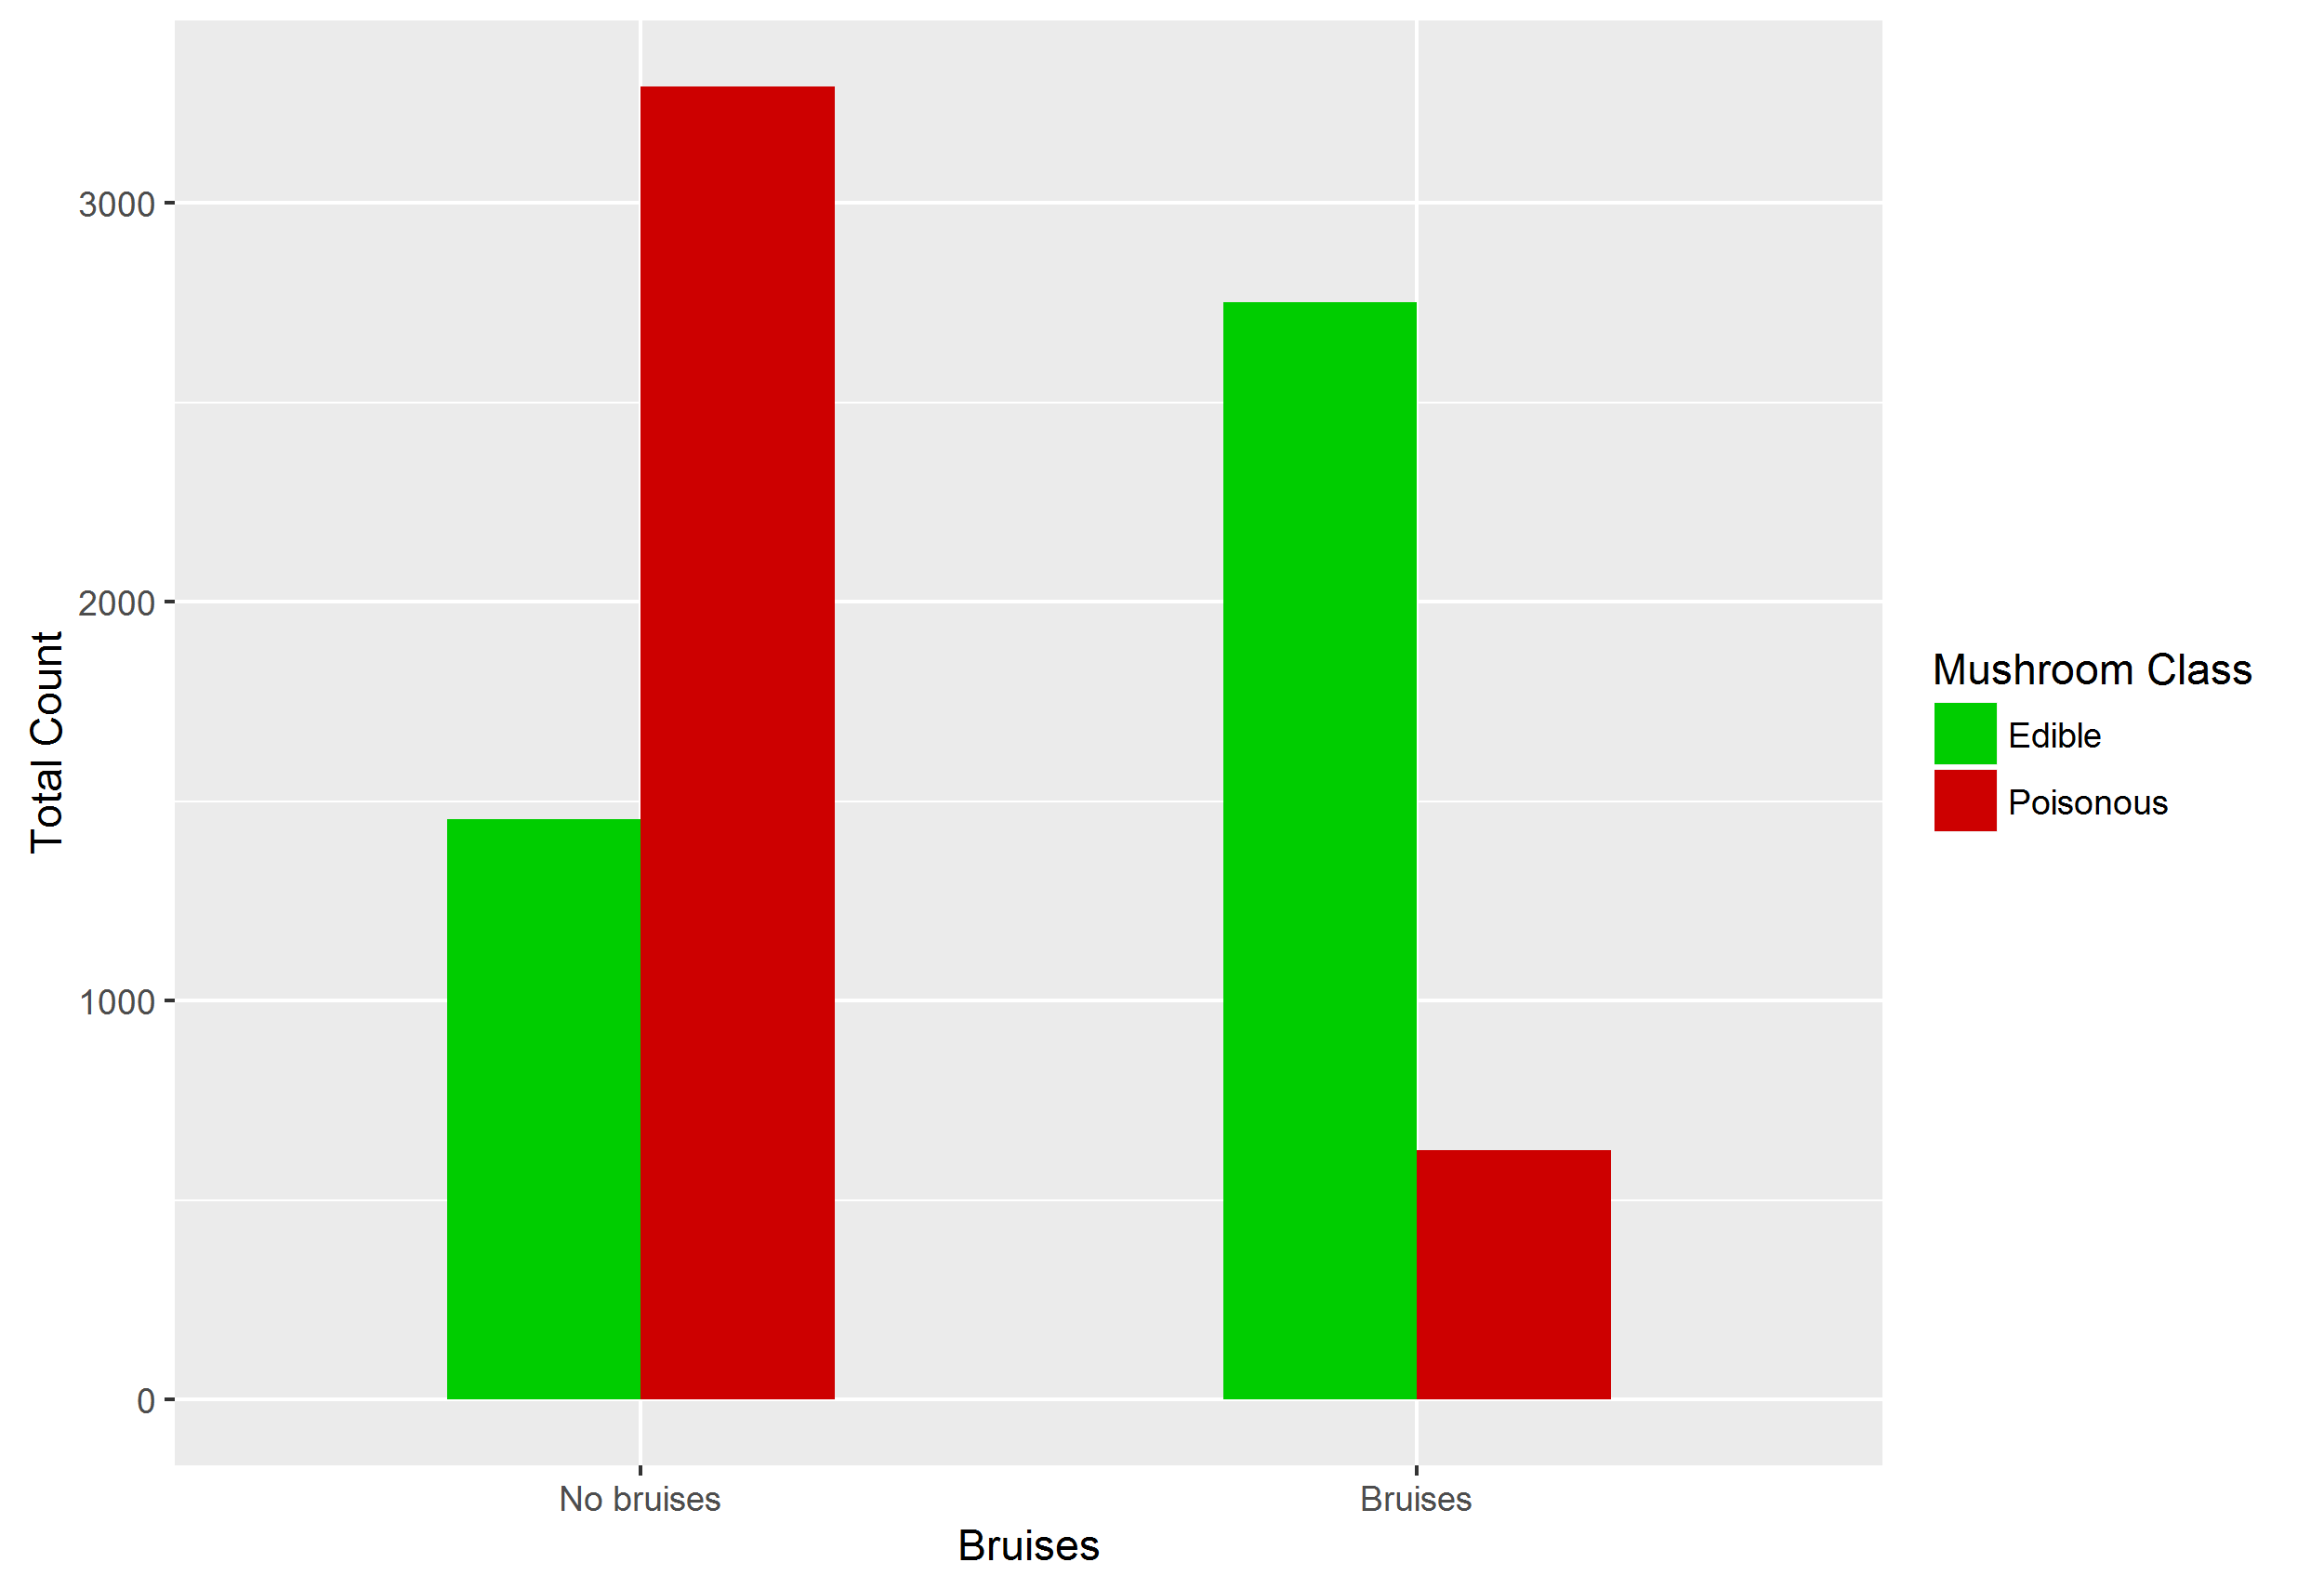 3000
2000
1000
0
Total Count
No bruises
Bruises
Bruises
Mushroom Class
Edible
Poisonous